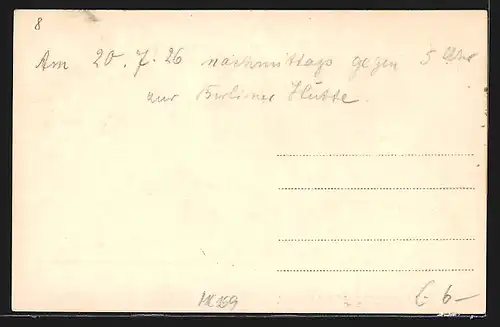 8
Am 20.7.26 nachmittags gegen 5 Uhr
zur Berliner Hütte.
6-